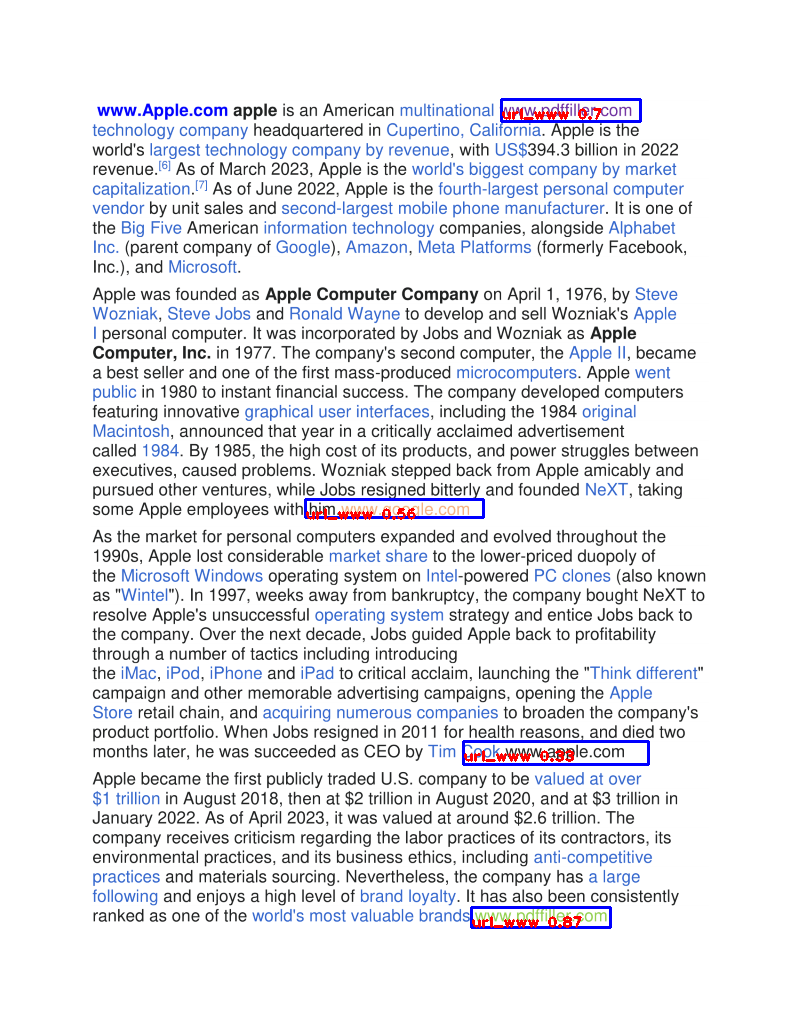 www.Apple.com apple is an American multinational www.pdffiller.com
url_www 0.7
technology company headquartered in Cupertino, California. Apple is the
world's largest technology company by revenue, with US$394.3 billion in 2022
revenue.[6] As of March 2023, Apple is the world's biggest company by market
capitalization.[7] As of June 2022, Apple is the fourth-largest personal computer
vendor by unit sales and second-largest mobile phone manufacturer. It is one of
the Big Five American information technology companies, alongside Alphabet
Inc. (parent company of Google), Amazon, Meta Platforms (formerly Facebook,
Inc.), and Microsoft.
Apple was founded as Apple Computer Company on April 1, 1976, by Steve
Wozniak, Steve Jobs and Ronald Wayne to develop and sell Wozniak's Apple
I personal computer. It was incorporated by Jobs and Wozniak as Apple
Computer, Inc. in 1977. The company's second computer, the Apple II, became
a best seller and one of the first mass-produced microcomputers. Apple went
public in 1980 to instant financial success. The company developed computers
featuring innovative graphical user interfaces, including the 1984 original
Macintosh, announced that year in a critically acclaimed advertisement
called 1984. By 1985, the high cost of its products, and power struggles between
executives, caused problems. Wozniak stepped back from Apple amicably and
pursued other ventures, while Jobs resigned bitterly and founded NeXT, taking
some Apple employees with him. www.google.com
url_www 0.56
As the market for personal computers expanded and evolved throughout the
1990s, Apple lost considerable market share to the lower-priced duopoly of
the Microsoft Windows operating system on Intel-powered PC clones (also known
as "Wintel"). In 1997, weeks away from bankruptcy, the company bought NeXT to
resolve Apple's unsuccessful operating system strategy and entice Jobs back to
the company. Over the next decade, Jobs guided Apple back to profitability
through a number of tactics including introducing
the iMac, iPod, iPhone and iPad to critical acclaim, launching the "Think different"
campaign and other memorable advertising campaigns, opening the Apple
Store retail chain, and acquiring numerous companies to broaden the company's
product portfolio. When Jobs resigned in 2011 for health reasons, and died two
months later, he was succeeded as CEO by Tim Cook www.apple.com
url_www
Apple became the first publicly traded U.S. company to be valued at over
$1 trillion in August 2018, then at $2 trillion in August 2020, and at $3 trillion in
January 2022. As of April 2023, it was valued at around $2.6 trillion. The
company receives criticism regarding the labor practices of its contractors, its
environmental practices, and its business ethics, including anti-competitive
practices and materials sourcing. Nevertheless, the company has a large
following and enjoys a high level of brand loyalty. It has also been consistently
ranked as one of the world's most valuable brands www.pdffiller.com
url_www 0.87